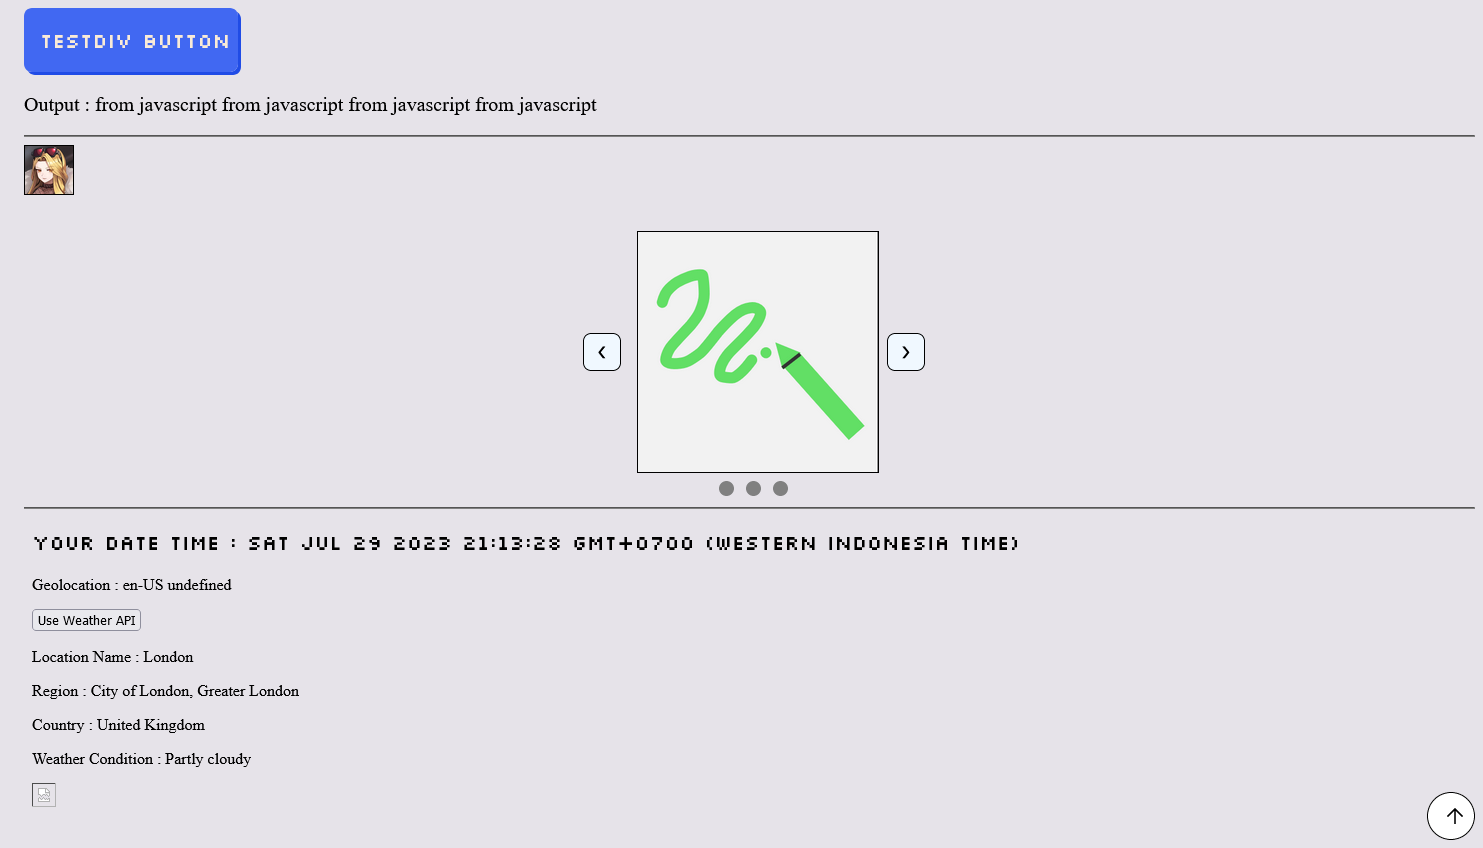 TESTDIV BUTTON
Output : from javascript from javascript from javascript from javascript
❮ ❯
YOUR DATE TIME : SAT JUL 29 2023 21:13:28 GMT+0700 (WESTERN INDONESIA TIME)
Geolocation : en-US undefined
Use Weather API
Location Name : London
Region : City of London, Greater London
Country : United Kingdom
Weather Condition : Partly cloudy